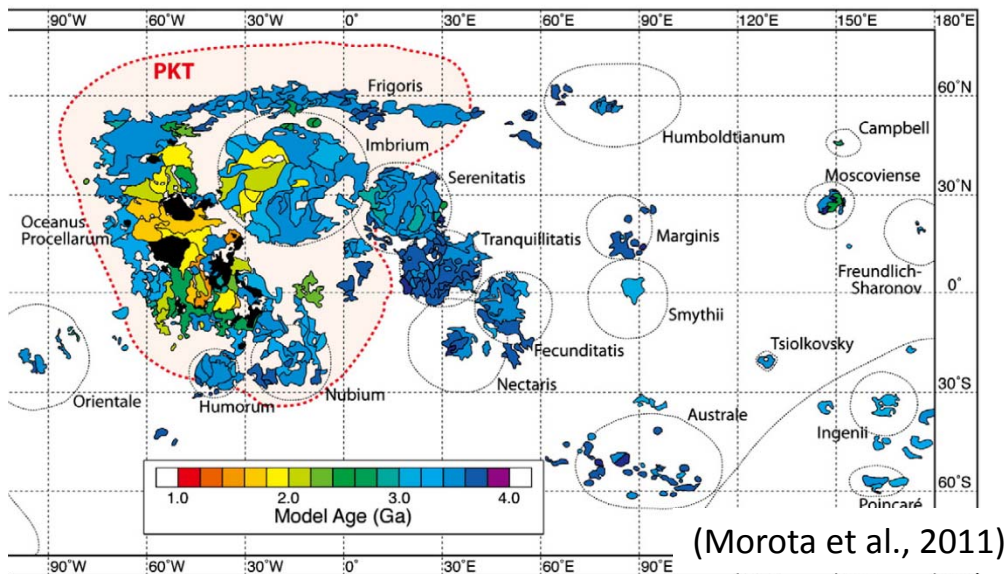 90°W 60°W 30°W 0° 30°E 60°E 90°E 120°E 150°E 180°E
PKT
Frigoris
60°N
Humboldtianum
Campbell
Imbrium
Moscoviense
Serenitatis
30°N
Oceanus
Procellarum
Tranquillitatis
Marginis
Freundlich-
Sharonov
0°
Smythii
Fecunditatis
Tsiolkovsky
Nectaris
Orientale
Humorum
Nubium
30°S
Australe
Ingenii
1.0 2.0 3.0 4.0
Model Age (Ga)
60°S
Poincaré
(Morota et al., 2011)
90°W 60°W 30°W 0° 30°E 60°E 90°E